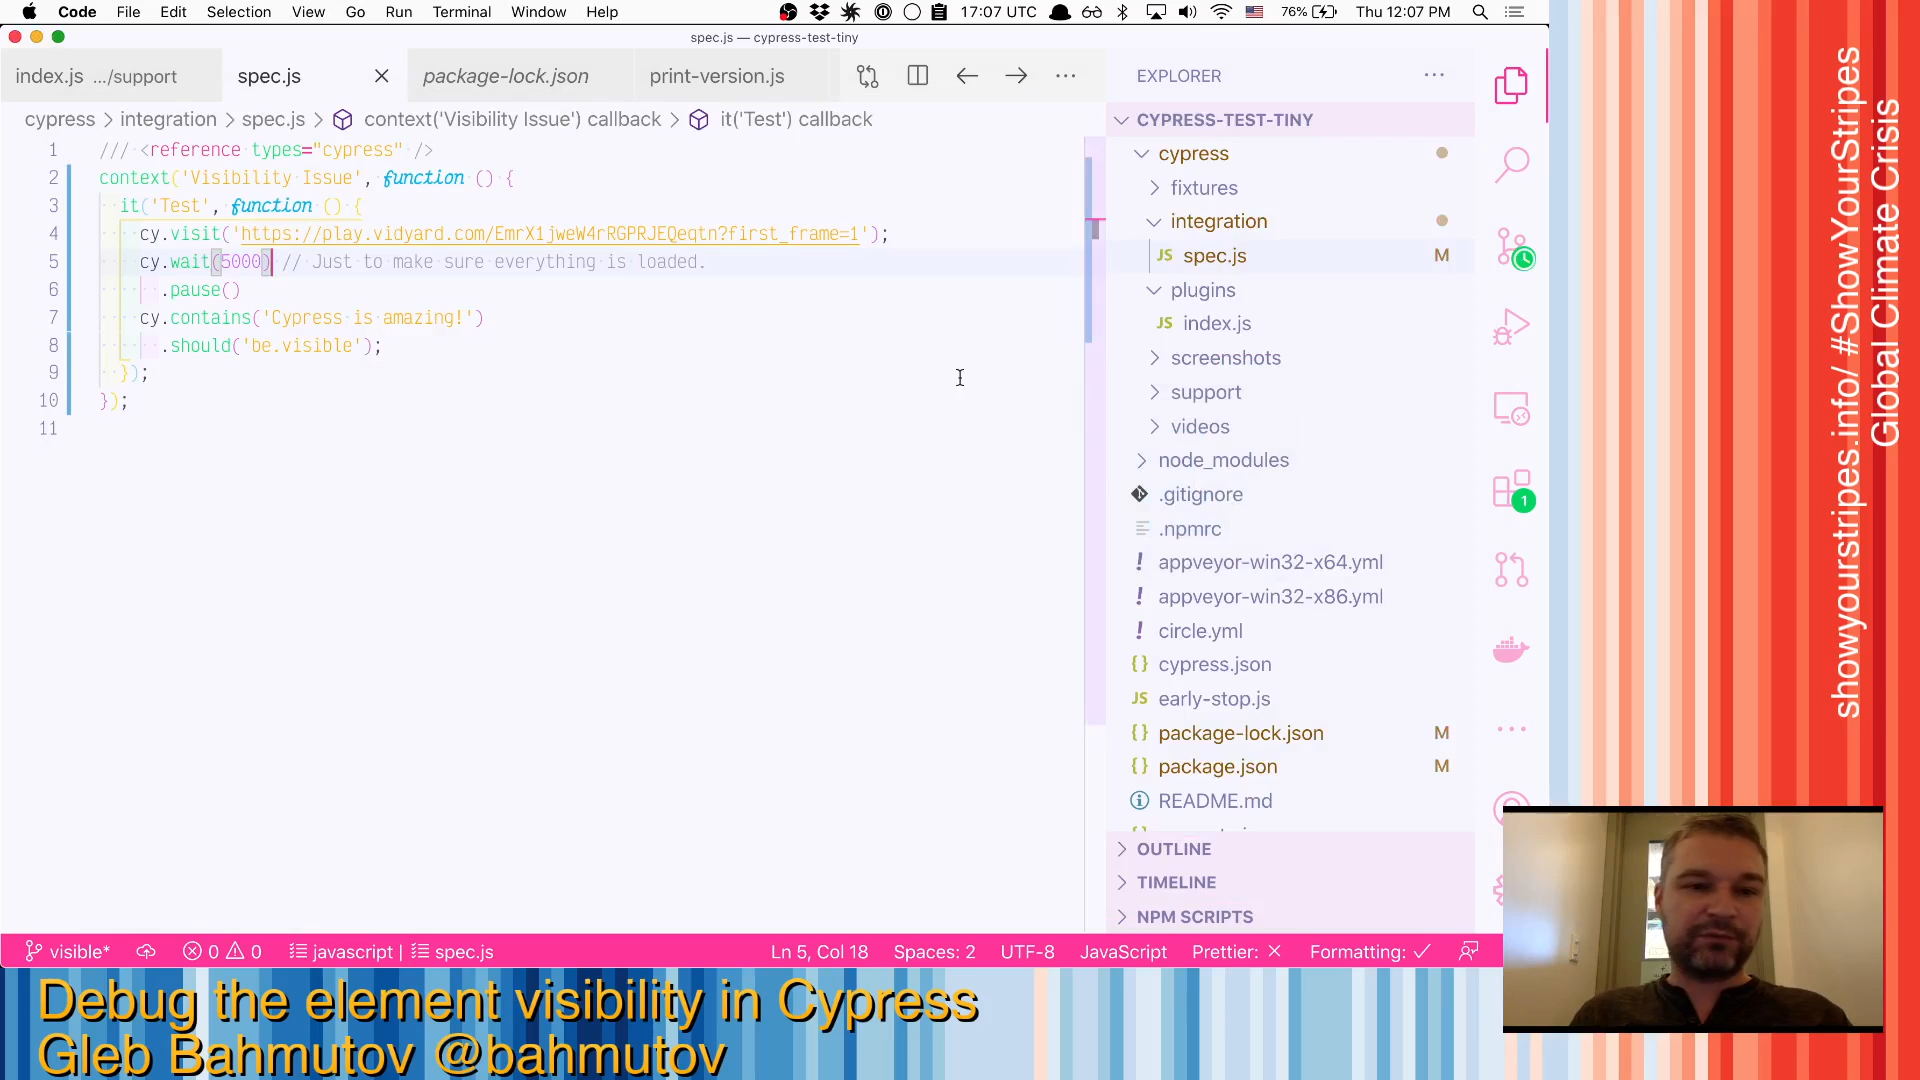 Code File Edit Selection View Go Run Terminal Window Help 17:07 UTC 76% Thu 12:07 PM
spec.js — cypress-test-tiny
index.js .../support spec.js package-lock.json print-version.js
cypress > integration > spec.js > context('Visibility Issue') callback > it('Test') callback
1 /// <reference types="cypress" />
2 context('Visibility Issue', function () {
3 it('Test', function () {
4 cy.visit('https://play.vidyard.com/EmrX1jweW4rRGPRJEQeqtn?first_frame=1');
5 cy.wait(5000) // Just to make sure everything is loaded.
6 .pause()
7 cy.contains('Cypress is amazing!')
8 .should('be.visible');
9 });
10 });
11
EXPLORER
CYPRESS-TEST-TINY
cypress
fixtures
integration
JS spec.js M
plugins
JS index.js
screenshots
support
videos
node_modules
.gitignore
.npmrc
! appveyor-win32-x64.yml
! appveyor-win32-x86.yml
! circle.yml
{} cypress.json
JS early-stop.js
{} package-lock.json M
{} package.json M
README.md
OUTLINE
TIMELINE
NPM SCRIPTS
1
visible* 0 0 javascript | spec.js Ln 5, Col 18 Spaces: 2 UTF-8 JavaScript Prettier: × Formatting: ✓
showyourstripes.info/ #ShowYourStripes
Global Climate Crisis
Debug the element visibility in Cypress
Gleb Bahmutov @bahmutov